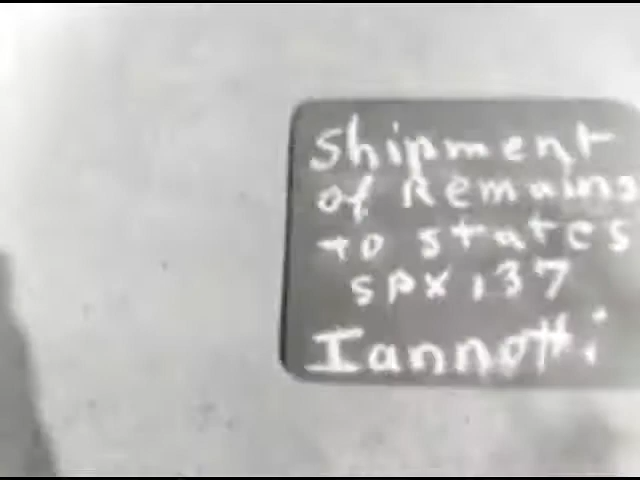 Shipment
of Remains
to states
SPX 137
Iannotti